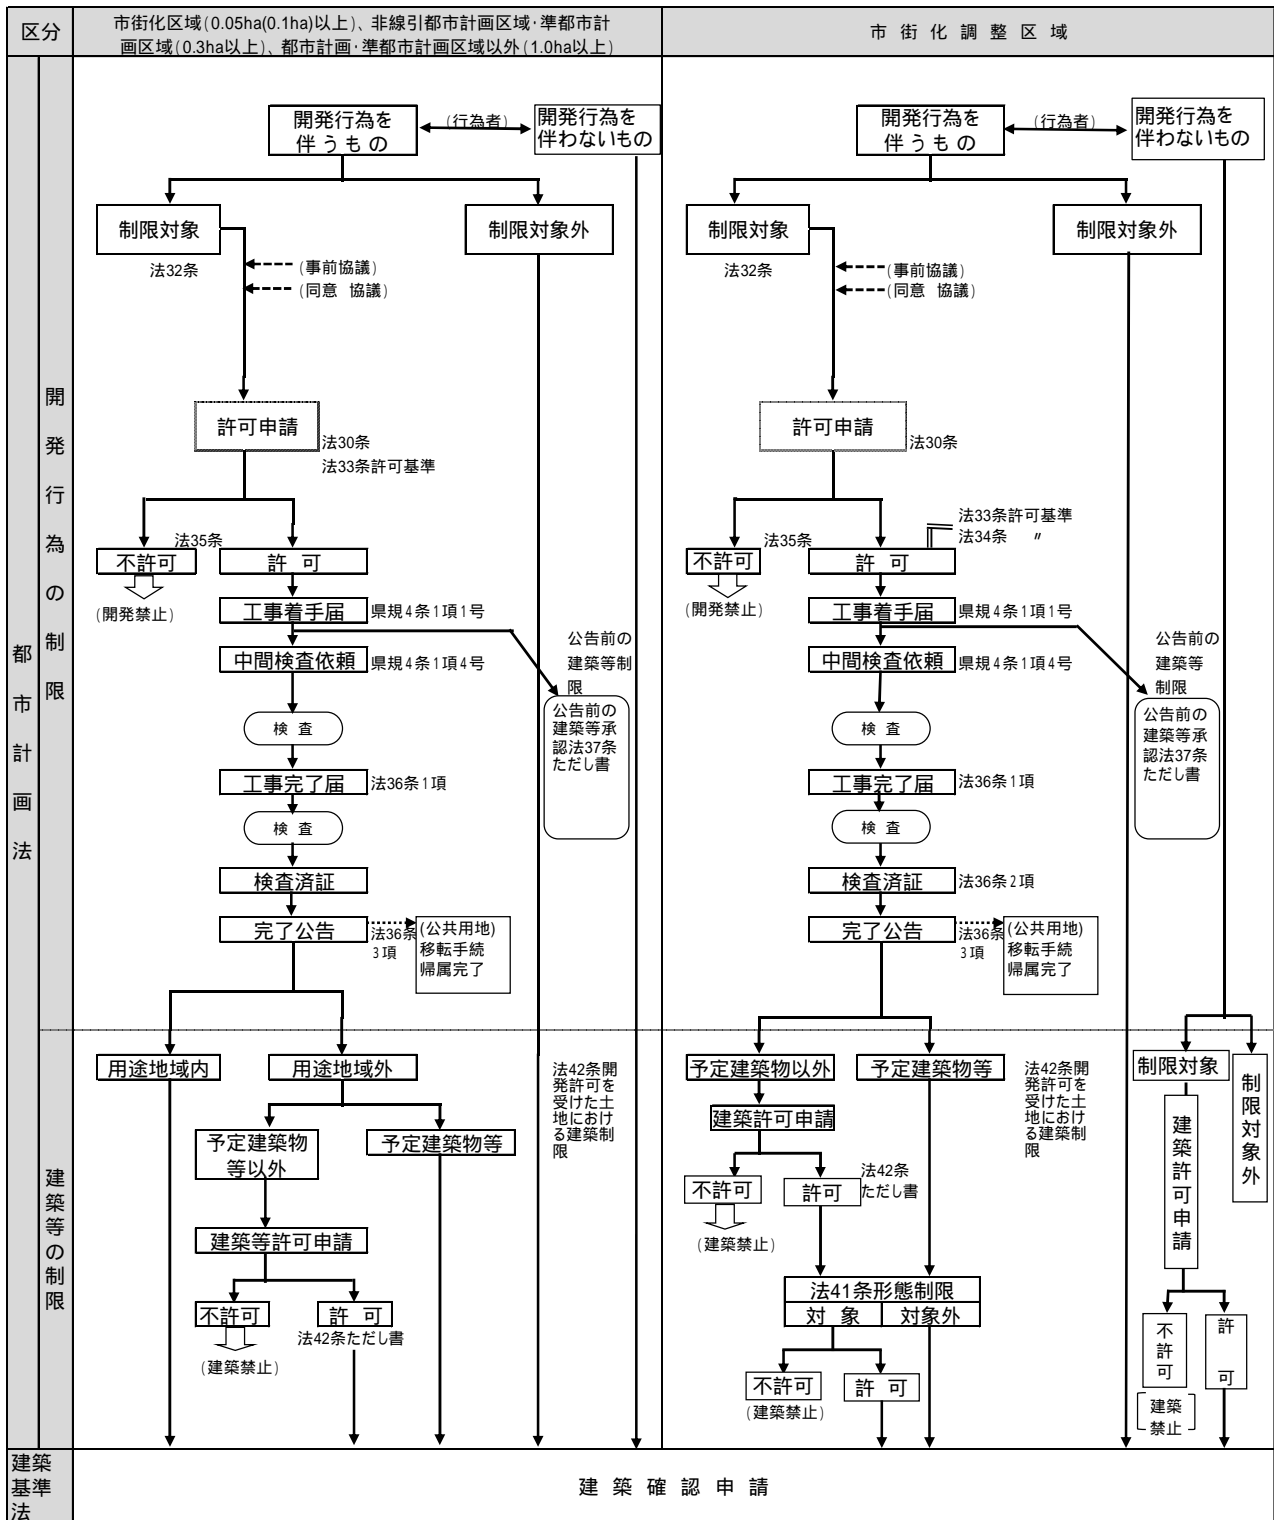 区分
市街化区域(0.05ha(0.1ha)以上)、非線引都市計画区域・準都市計
画区域(0.3ha以上)、都市計画・準都市計画区域以外(1.0ha以上)
市街化調整区域
都市計画法
開発行為の制限
開発行為を
伴うもの
(行為者)
開発行為を
伴わないもの
制限対象
制限対象外
法32条
(事前協議)
(同意 協議)
許可申請
法30条
法33条許可基準
法35条
不許可
許 可
(開発禁止)
工事着手届
県規4条1項1号
中間検査依頼
県規4条1項4号
公告前の
建築等制
限
公告前の
建築等承
認法37条
ただし書
検 査
工事完了届
法36条1項
検 査
検査済証
完了公告
法36条
3項
(公共用地)
移転手続
帰属完了
開発行為を
伴うもの
(行為者)
開発行為を
伴わないもの
制限対象
制限対象外
法32条
(事前協議)
(同意 協議)
許可申請
法30条
法33条許可基準
法34条 〃
法35条
不許可
許 可
(開発禁止)
工事着手届
県規4条1項1号
中間検査依頼
県規4条1項4号
公告前の
建築等
制限
公告前の
建築等承
認法37条
ただし書
検 査
工事完了届
法36条1項
検 査
検査済証
法36条2項
完了公告
法36条
3項
(公共用地)
移転手続
帰属完了
建築等の制限
用途地域内
用途地域外
予定建築物
等以外
予定建築物等
建築等許可申請
不許可
許 可
法42条ただし書
(建築禁止)
法42条開
発許可を
受けた土
地におけ
る建築制
限
予定建築物以外
予定建築物等
建築許可申請
不許可
許可
法42条
ただし書
(建築禁止)
法41条形態制限
対 象
対象外
不許可
許 可
(建築禁止)
法42条開
発許可を
受けた土
地におけ
る建築制
限
制限対象
制限対象外
建築許可申請
不許可
許可
建築
禁止
建築
基準
法
建築確認申請